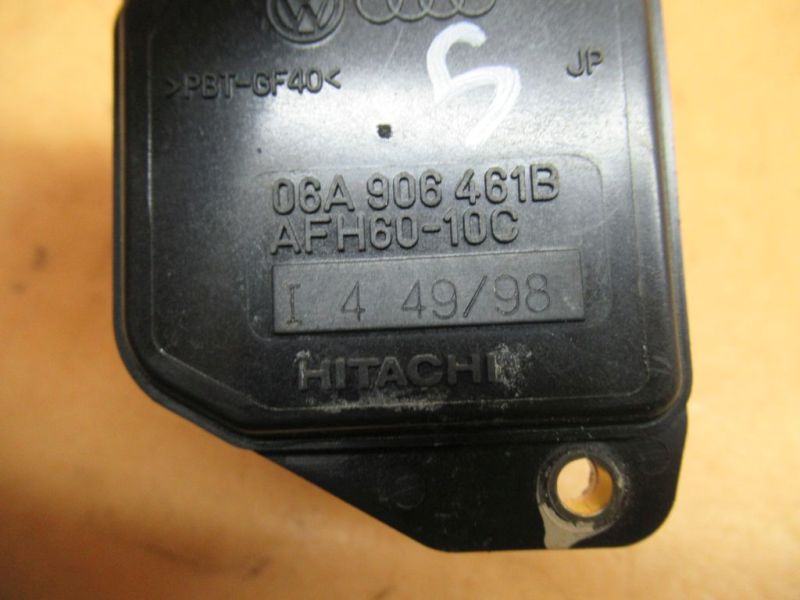 >PBT-GF40<
JP
5
06A 906 461B
AFH60-10C
I 4 49/98
HITACHI